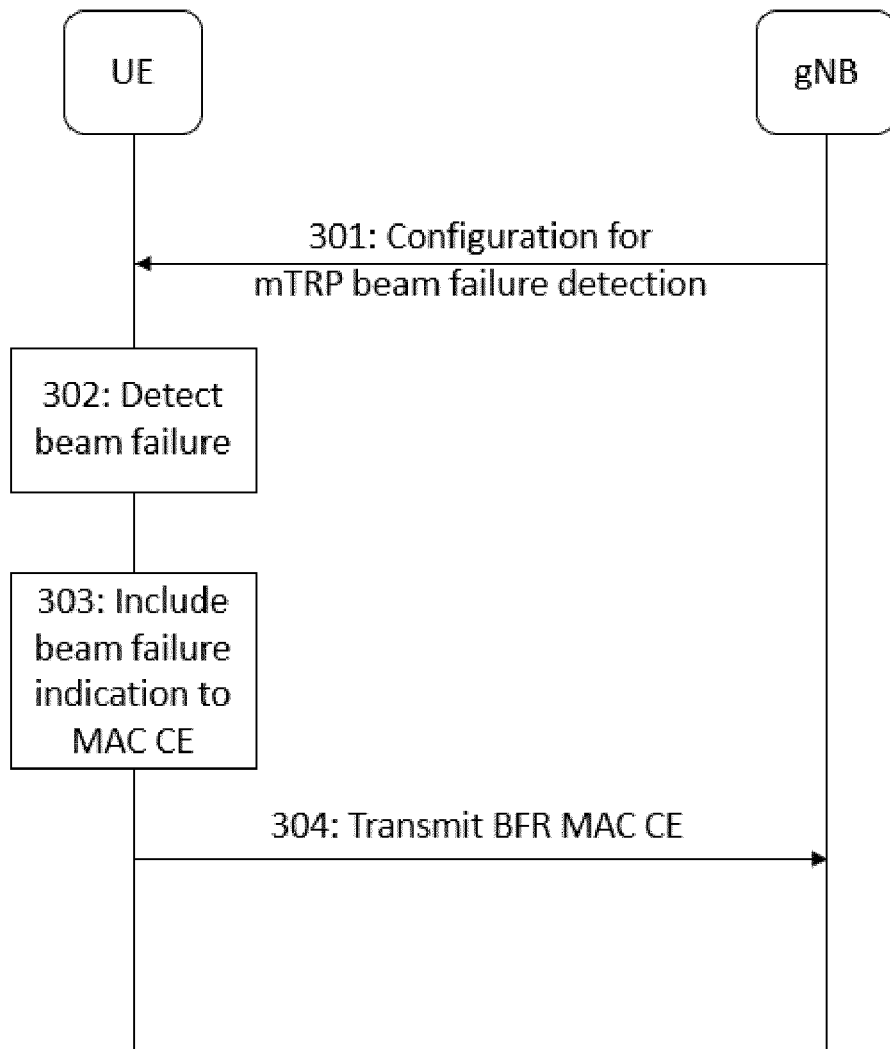 UE
gNB
301: Configuration for
mTRP beam failure detection
302: Detect
beam failure
303: Include
beam failure
indication to
MAC CE
304: Transmit BFR MAC CE